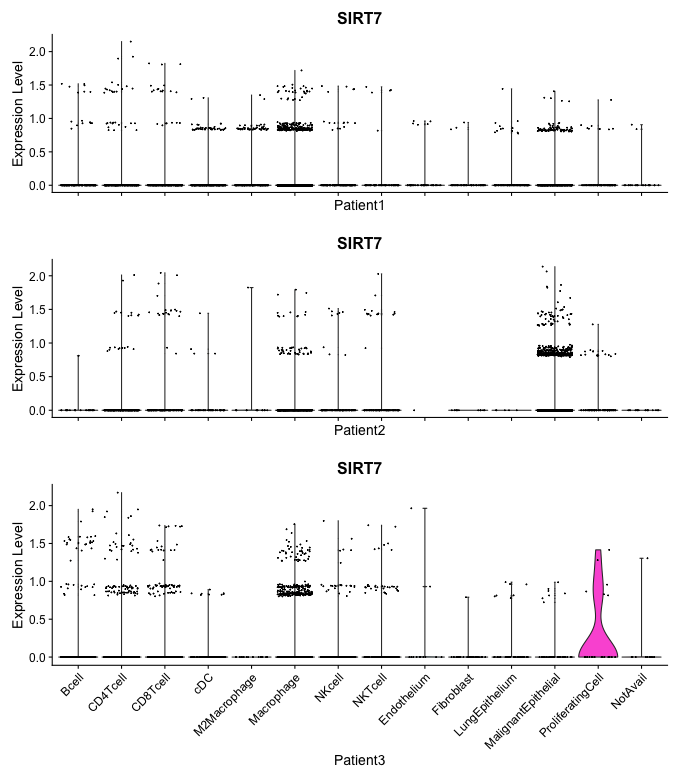 SIRT7
Expression Level
2.0
1.5
1.0
0.5
0.0
Patient1
SIRT7
Expression Level
2.0
1.5
1.0
0.5
0.0
Patient2
SIRT7
Expression Level
2.0
1.5
1.0
0.5
0.0
Bcell
CD4Tcell
CD8Tcell
cDC
M2Macrophage
Macrophage
NKcell
NKTcell
Endothelium
Fibroblast
LungEpithelium
MalignantEpithelial
ProliferatingCell
NotAvail
Patient3